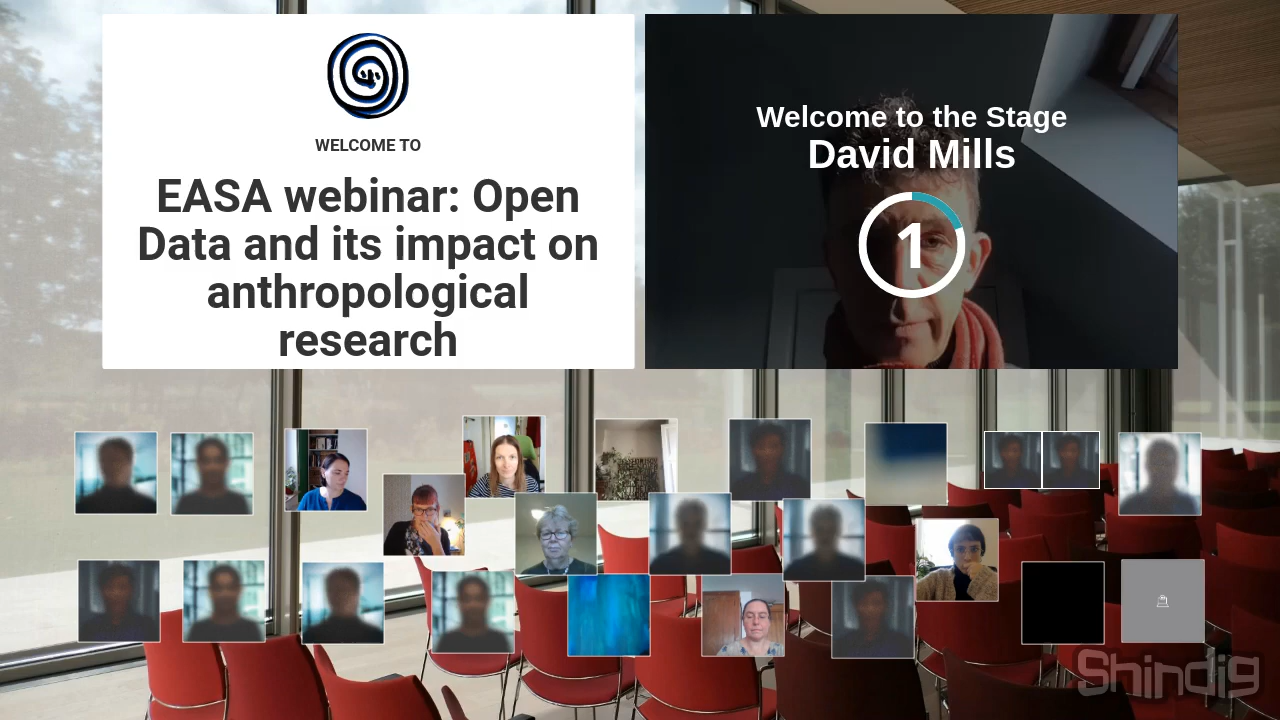 WELCOME TO
EASA webinar: Open
Data and its impact on
anthropological
research
Welcome to the Stage
David Mills
1
Shindig